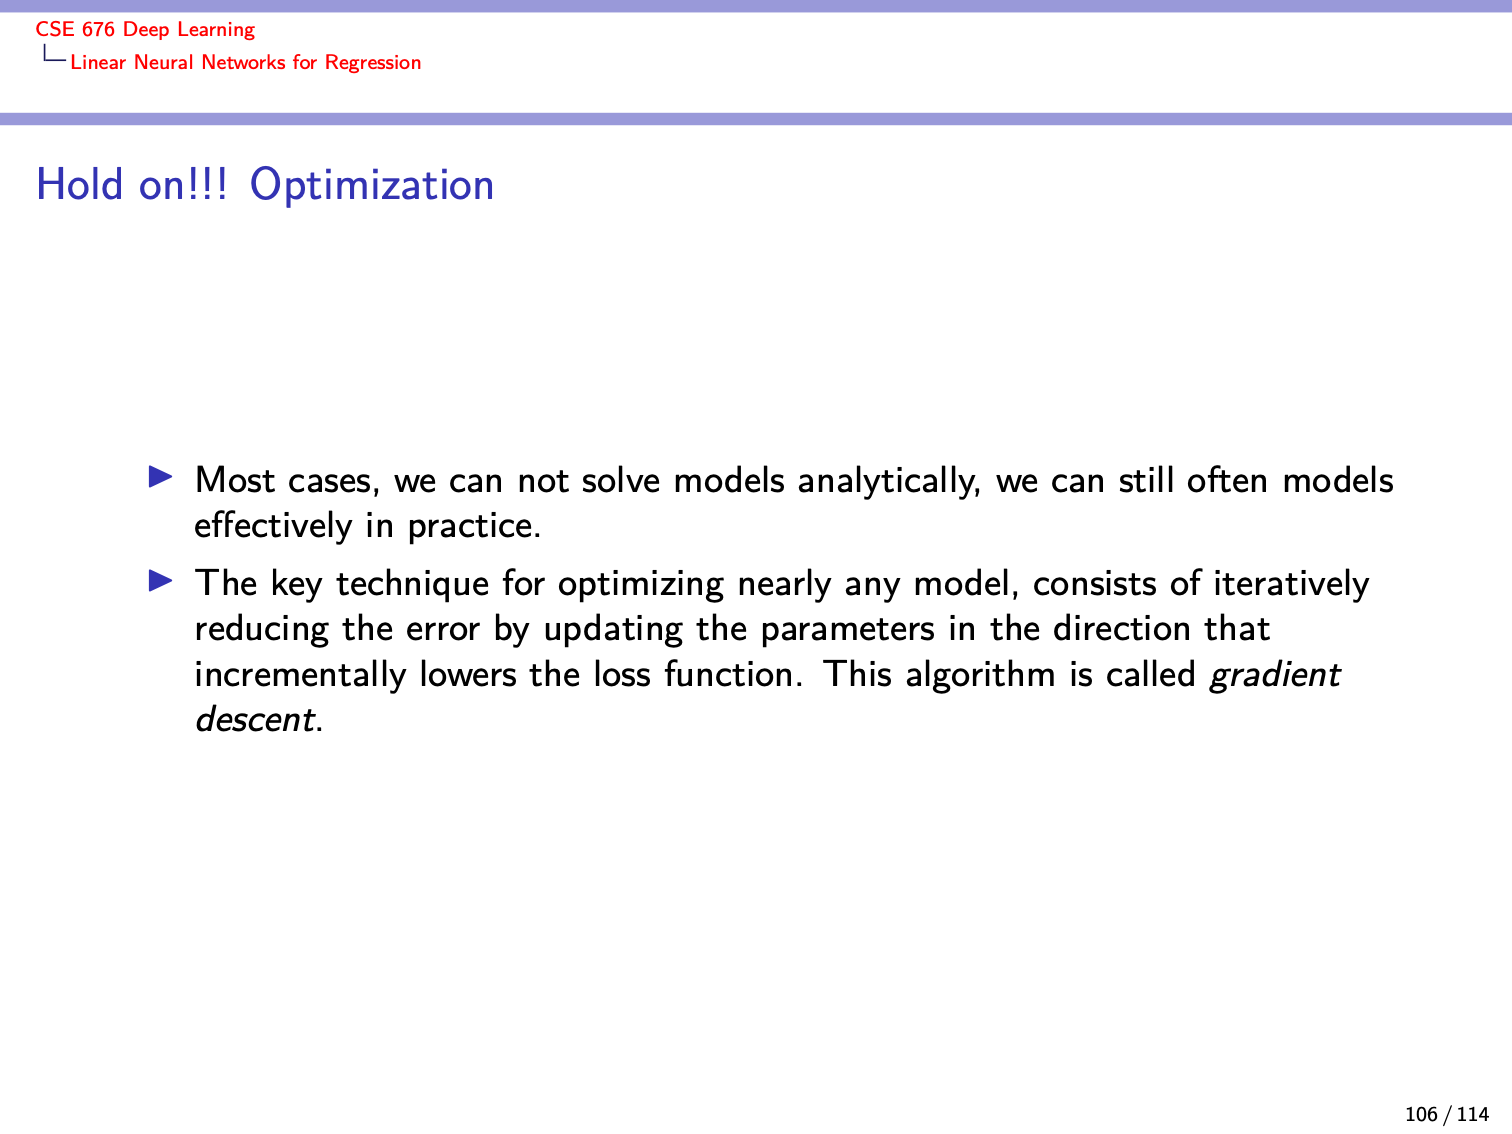 CSE 676 Deep Learning
Linear Neural Networks for Regression
Hold on!!! Optimization
Most cases, we can not solve models analytically, we can still often models
effectively in practice.
The key technique for optimizing nearly any model, consists of iteratively
reducing the error by updating the parameters in the direction that
incrementally lowers the loss function. This algorithm is called gradient
descent.
106 / 114